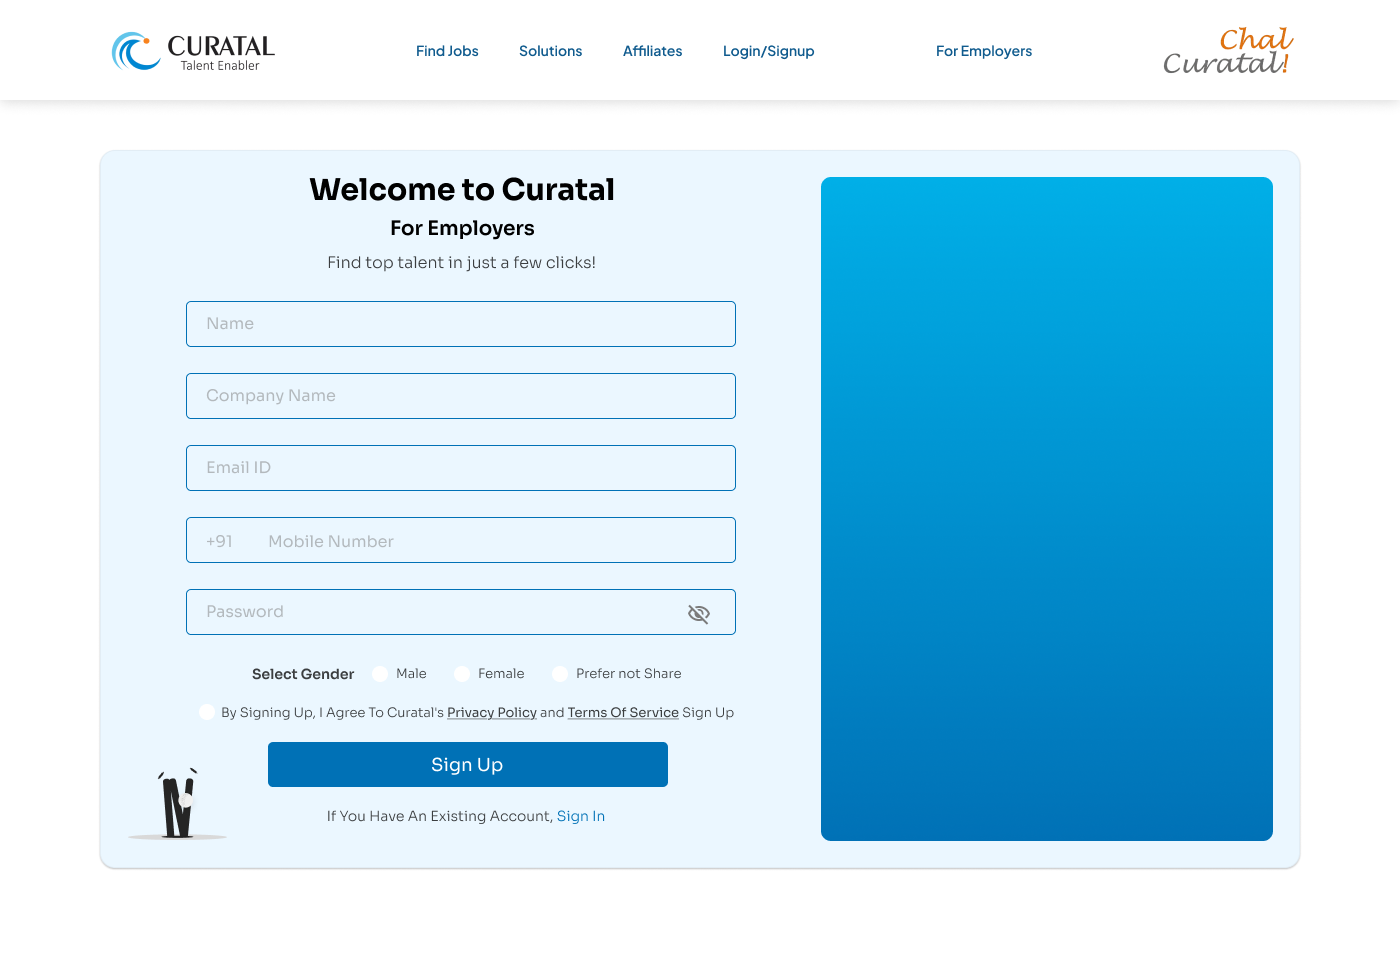 CURATAL
Talent Enabler
Find Jobs
Solutions
Affiliates
Login/Signup
For Employers
Chal
Curatal!
Welcome to Curatal
For Employers
Find top talent in just a few clicks!
Name
Company Name
Email ID
+91 Mobile Number
Password
Select Gender Male Female Prefer not Share
By Signing Up, I Agree To Curatal's Privacy Policy and Terms Of Service Sign Up
Sign Up
If You Have An Existing Account, Sign In